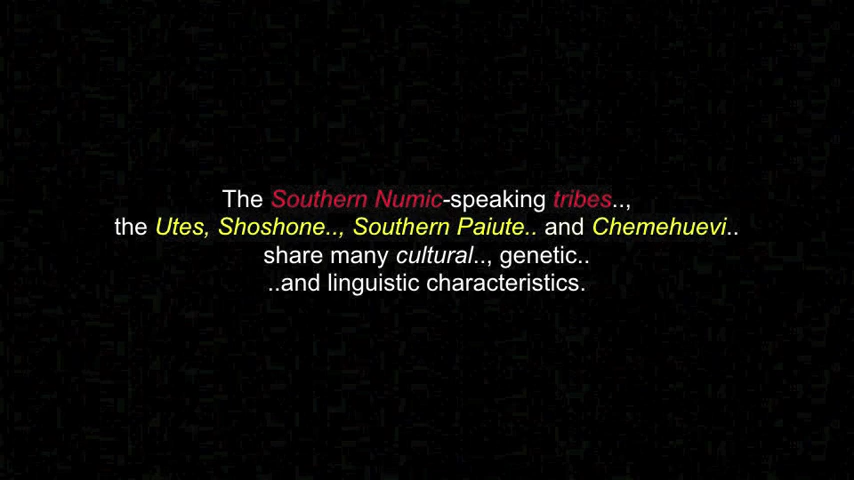 The Southern Numic-speaking tribes..,
the Utes, Shoshone.., Southern Paiute.. and Chemehuevi..
share many cultural.., genetic..
..and linguistic characteristics.